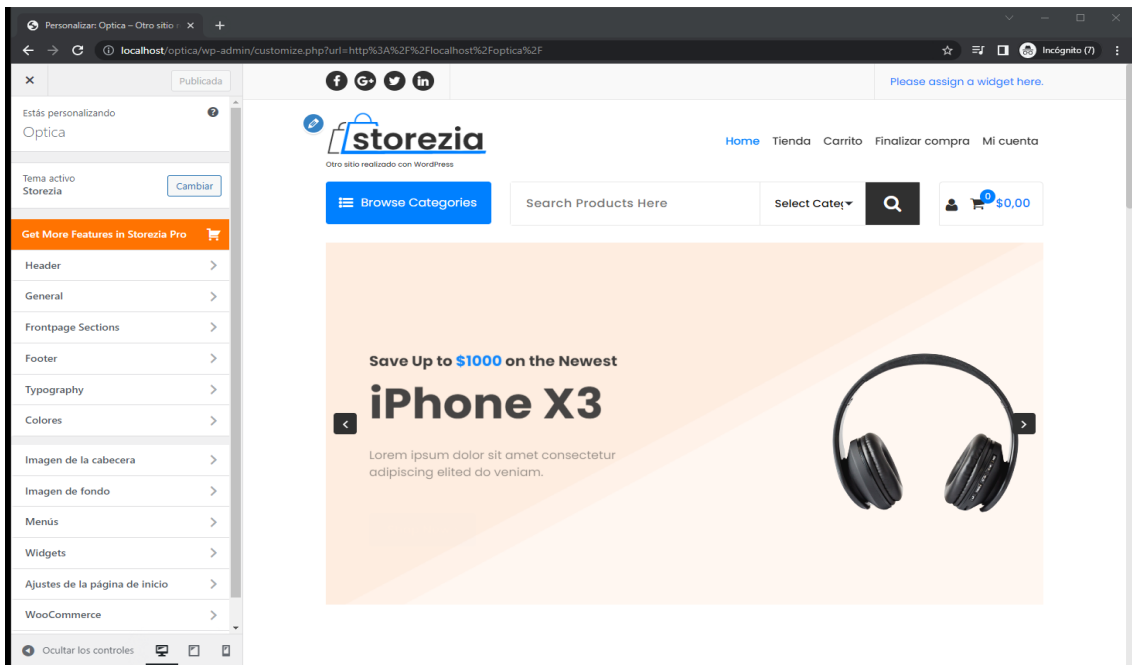 Personalizar: Optica – Otro sitio r
localhost/optica/wp-admin/customize.php?url=http%3A%2F%2Flocalhost%2Foptica%2F
Incógnito (7)
Publicada
Please assign a widget here.
Estás personalizando
Optica
storezia
Otro sitio realizado con WordPress
Home Tienda Carrito Finalizar compra Mi cuenta
Tema activo
Storezia
Cambiar
Browse Categories
Search Products Here
Select Categ
0
$0,00
Get More Features in Storezia Pro
Header
General
Frontpage Sections
Footer
Typography
Colores
Imagen de la cabecera
Imagen de fondo
Menús
Widgets
Ajustes de la página de inicio
WooCommerce
Ocultar los controles
Save Up to $1000 on the Newest
iPhone X3
Lorem ipsum dolor sit amet consectetur
adipiscing elited do veniam.